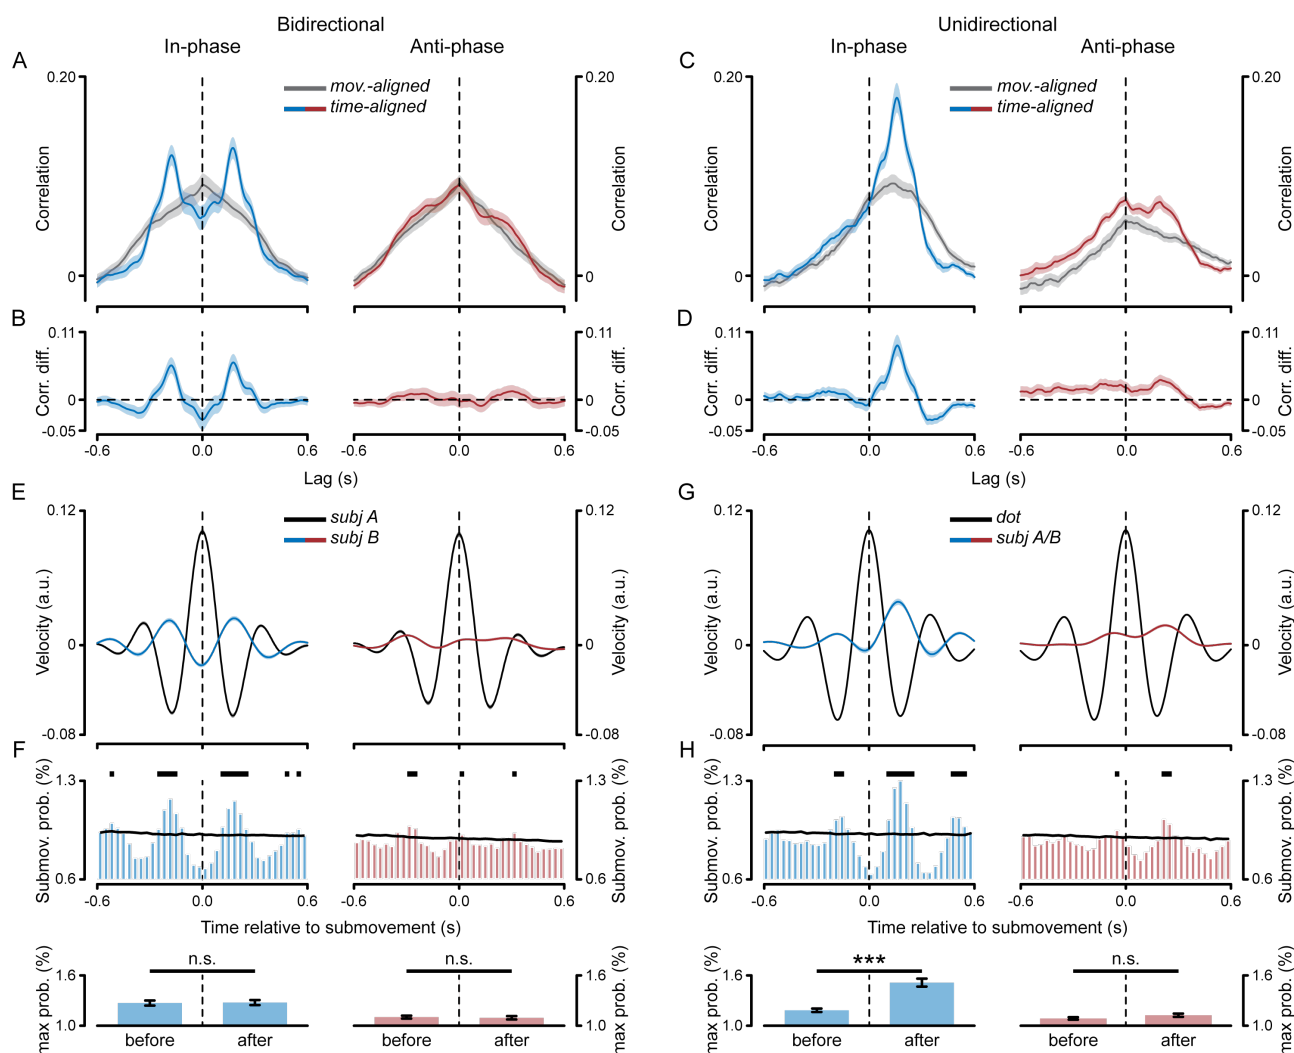 Bidirectional
Unidirectional
In-phase
Anti-phase
In-phase
Anti-phase
A
C
0.20
mov.-aligned
time-aligned
0.20
0.20
mov.-aligned
time-aligned
0.20
Correlation
Correlation
Correlation
Correlation
0
0
0
0
B
D
0.11
0.11
0.11
0.11
Corr. diff.
Corr. diff.
Corr. diff.
Corr. diff.
0
0
0
0
-0.05
-0.05
-0.05
-0.05
-0.6
0.0
0.6
0.0
0.6
-0.6
0.0
0.6
0.0
0.6
Lag (s)
Lag (s)
E
G
0.12
subj A
subj B
0.12
0.12
dot
subj A/B
0.12
Velocity (a.u.)
Velocity (a.u.)
Velocity (a.u.)
Velocity (a.u.)
0
0
0
0
-0.08
-0.08
-0.08
-0.08
F
H
1.3
1.3
1.3
1.3
Submov. prob. (%)
Submov. prob. (%)
Submov. prob. (%)
Submov. prob. (%)
0.6
0.6
0.6
0.6
-0.6
0.0
0.6
0.0
0.6
-0.6
0.0
0.6
0.0
0.6
Time relative to submovement (s)
Time relative to submovement (s)
1.6
n.s.
n.s.
1.6
1.6
***
n.s.
1.6
max prob. (%)
max prob. (%)
max prob. (%)
max prob. (%)
1.0
1.0
1.0
1.0
before
after
before
after
before
after
before
after